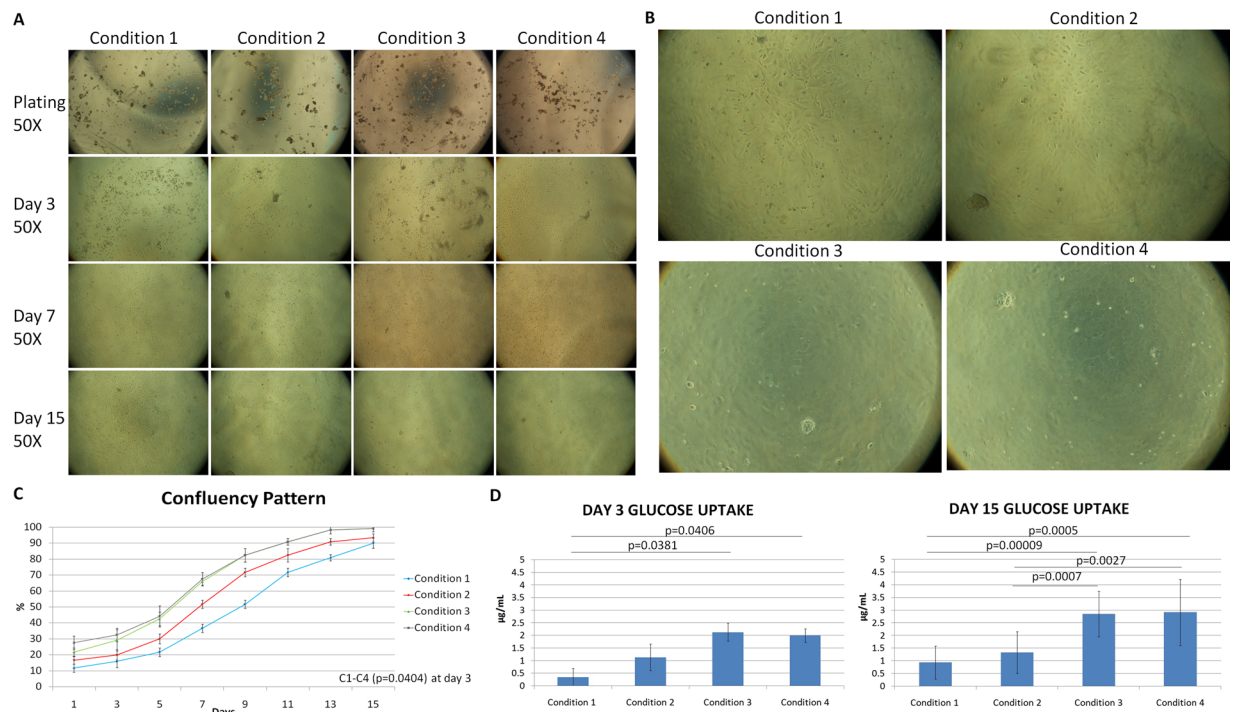 A
Condition 1 Condition 2 Condition 3 Condition 4
Plating
50X
Day 3
50X
Day 7
50X
Day 15
50X
B
Condition 1 Condition 2
Condition 3 Condition 4
C
Confluency Pattern
100
90
80
70
60
50
40
30
20
10
0
%
1 3 5 7 9 11 13 15
Days
Condition 1
Condition 2
Condition 3
Condition 4
C1-C4 (p=0.0404) at day 3
D
DAY 3 GLUCOSE UPTAKE
p=0.0406
p=0.0381
5
4.5
4
3.5
3
2.5
2
1.5
1
0.5
0
µg/mL
Condition 1 Condition 2 Condition 3 Condition 4
DAY 15 GLUCOSE UPTAKE
p=0.0005
p=0.00009
p=0.0027
p=0.0007
5
4.5
4
3.5
3
2.5
2
1.5
1
0.5
0
µg/mL
Condition 1 Condition 2 Condition 3 Condition 4